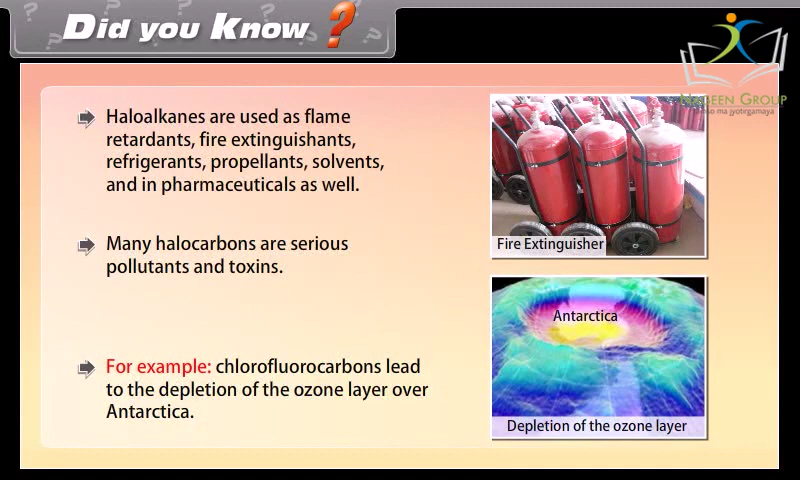 Did you Know ?
NAGEEN GROUP
Haloalkanes are used as flame
retardants, fire extinguishants,
refrigerants, propellants, solvents,
and in pharmaceuticals as well.
Fire Extinguisher
Many halocarbons are serious
pollutants and toxins.
Antarctica
For example: chlorofluorocarbons lead
to the depletion of the ozone layer over
Antarctica.
Depletion of the ozone layer